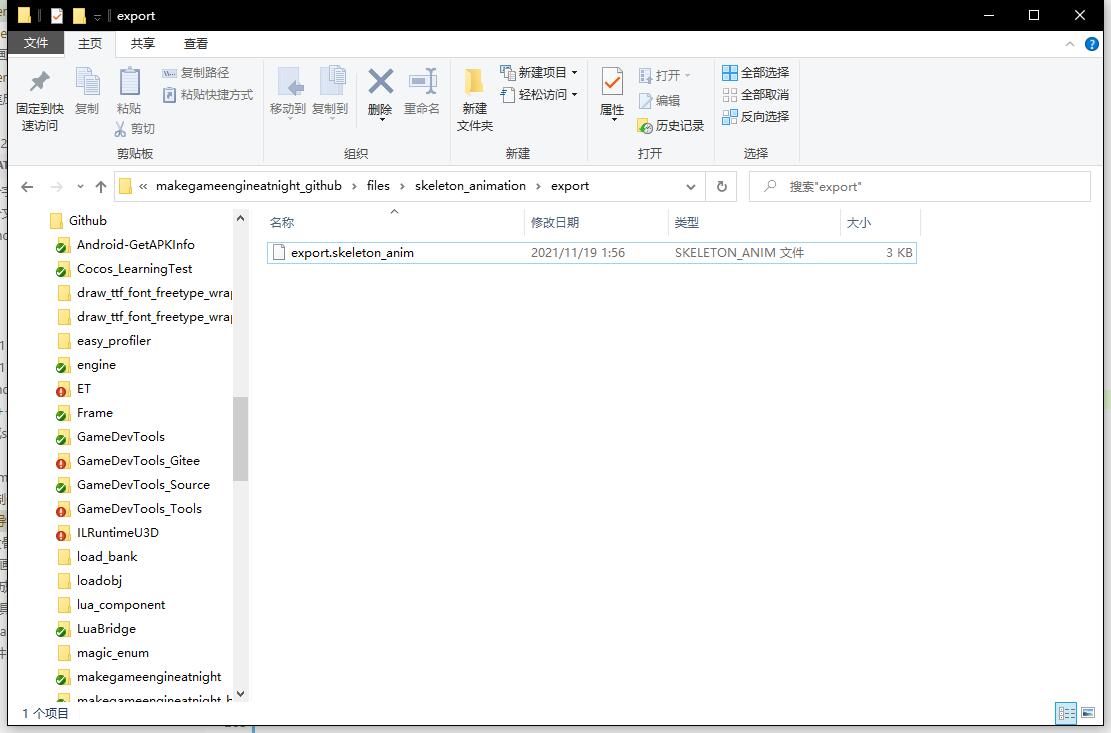 export
文件 主页 共享 查看
固定到快速访问
复制
粘贴
复制路径
粘贴快捷方式
剪切
剪贴板
移动到
复制到
删除
重命名
组织
新建文件夹
新建项目
轻松访问
新建
属性
打开
编辑
历史记录
打开
全部选择
全部取消
反向选择
选择
« makegameengineatnight_github › files › skeleton_animation › export
搜索"export"
名称 修改日期 类型 大小
export.skeleton_anim 2021/11/19 1:56 SKELETON_ANIM 文件 3 KB
Github
Android-GetAPKInfo
Cocos_LearningTest
draw_ttf_font_freetype_wrap
draw_ttf_font_freetype_wrap
easy_profiler
engine
ET
Frame
GameDevTools
GameDevTools_Gitee
GameDevTools_Source
GameDevTools_Tools
ILRuntimeU3D
load_bank
loadobj
lua_component
LuaBridge
magic_enum
makegameengineatnight
makegameengineatnight_b
1 个项目